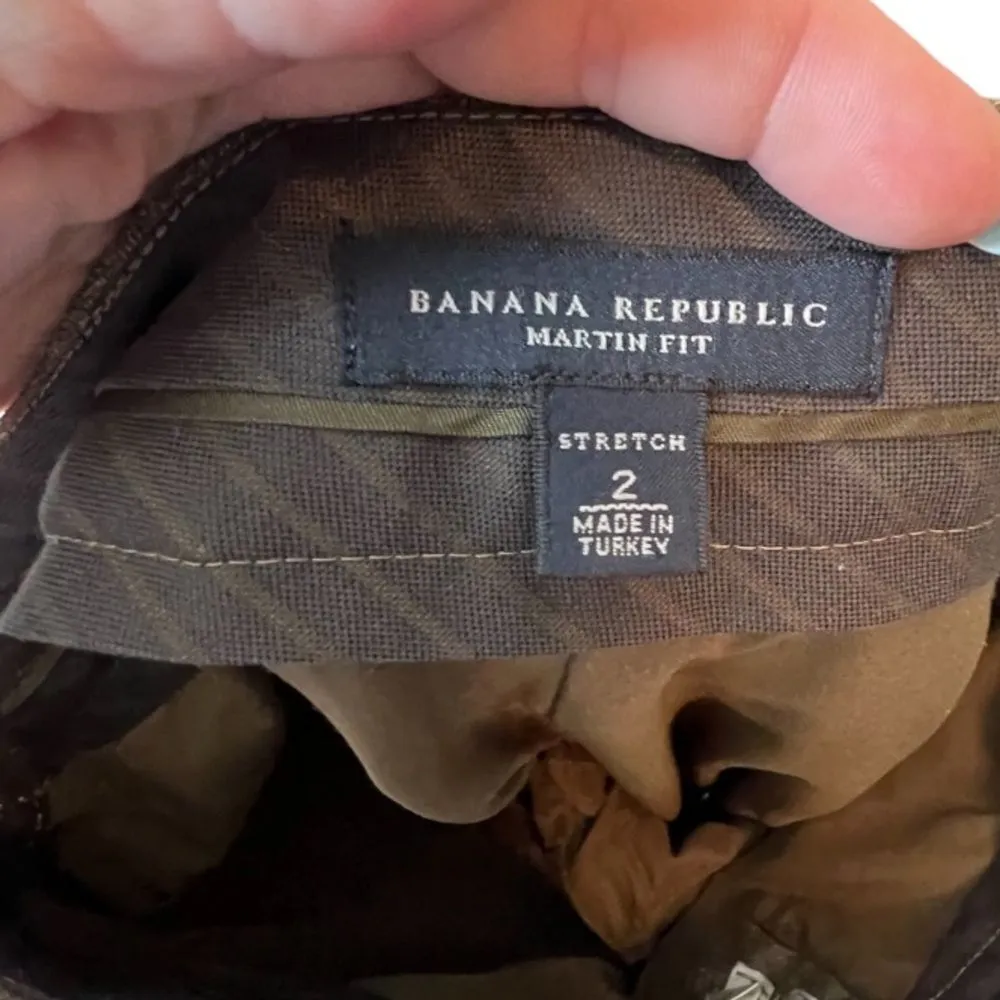 BANANA REPUBLIC
MARTIN FIT
STRETCH
2
MADE IN
TURKEY